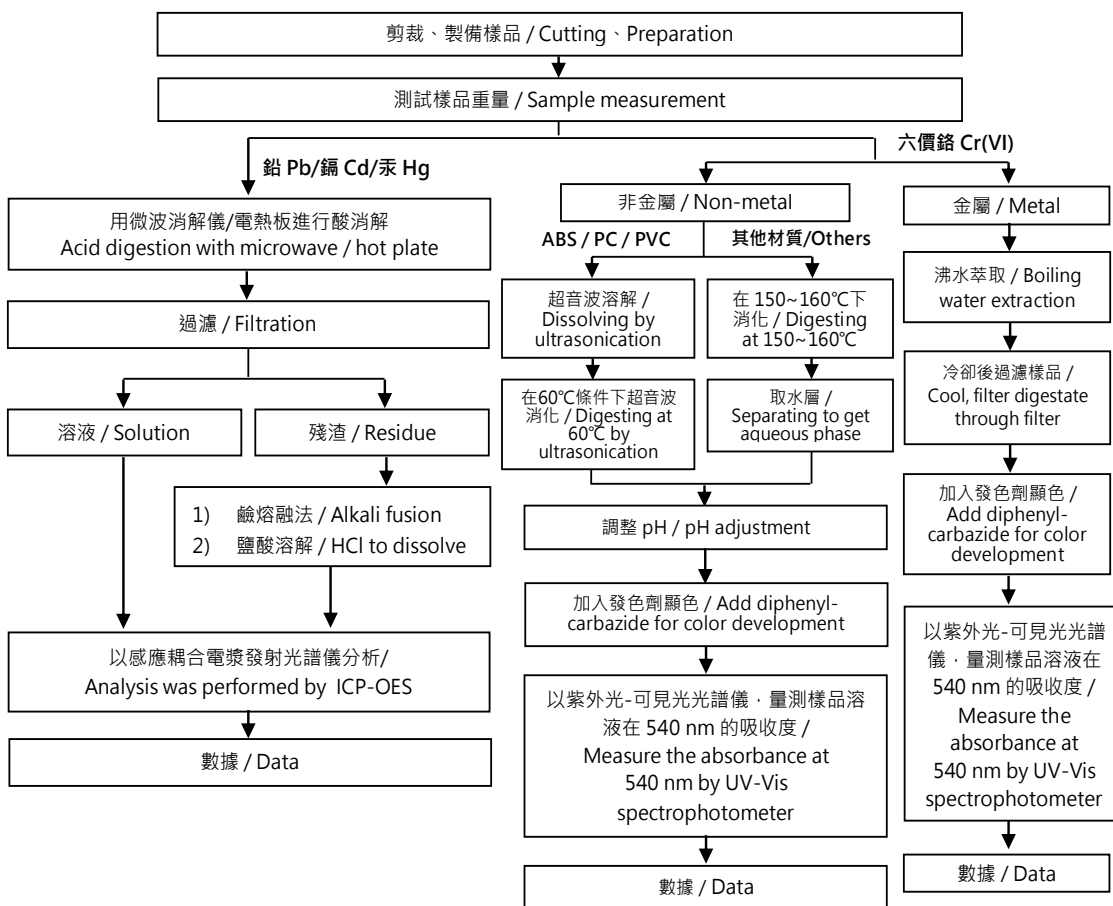 剪裁、製備樣品 / Cutting、Preparation
測試樣品重量 / Sample measurement
鉛 Pb/鎘 Cd/汞 Hg
用微波消解儀/電熱板進行酸消解
Acid digestion with microwave / hot plate
過濾 / Filtration
溶液 / Solution
殘渣 / Residue
1) 鹼熔融法 / Alkali fusion
2) 鹽酸溶解 / HCl to dissolve
以感應耦合電漿發射光譜儀分析/
Analysis was performed by ICP-OES
數據 / Data
六價鉻 Cr(VI)
非金屬 / Non-metal
ABS / PC / PVC
超音波溶解 /
Dissolving by
ultrasonication
在60℃條件下超音波
消化 / Digesting at
60℃ by
ultrasonication
其他材質/Others
在 150~160℃下
消化 / Digesting
at 150~160℃
取水層 /
Separating to get
aqueous phase
調整 pH / pH adjustment
加入發色劑顯色 / Add diphenyl-
carbazide for color development
以紫外光-可見光光譜儀，量測樣品溶
液在 540 nm 的吸收度 /
Measure the absorbance at
540 nm by UV-Vis
spectrophotometer
數據 / Data
金屬 / Metal
沸水萃取 / Boiling
water extraction
冷卻後過濾樣品 /
Cool, filter digestate
through filter
加入發色劑顯色 /
Add diphenyl-
carbazide for color
development
以紫外光-可見光光譜
儀，量測樣品溶液在
540 nm 的吸收度 /
Measure the
absorbance at
540 nm by UV-Vis
spectrophotometer
數據 / Data